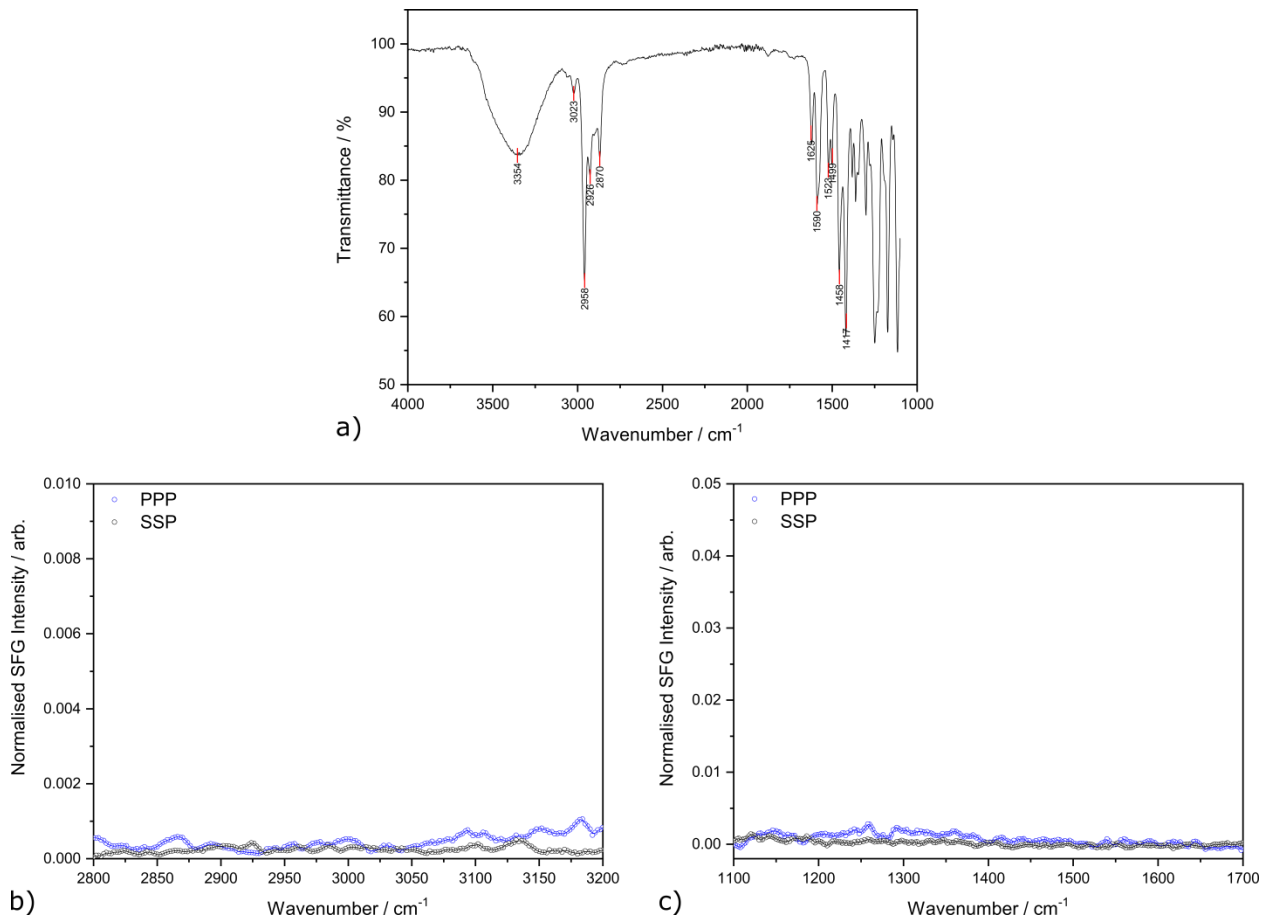 100
90
80
70
60
50
Transmittance / %
3354
3023
2958
2926
2870
1625
1590
1523
1499
1458
1417
4000 3500 3000 2500 2000 1500 1000
Wavenumber / cm-1
a)
PPP
SSP
0.010
0.008
0.006
0.004
0.002
0.000
Normalised SFG Intensity / arb.
2800 2850 2900 2950 3000 3050 3100 3150 3200
Wavenumber / cm-1
b)
PPP
SSP
0.05
0.04
0.03
0.02
0.01
0.00
Normalised SFG Intensity / arb.
1100 1200 1300 1400 1500 1600 1700
Wavenumber / cm-1
c)